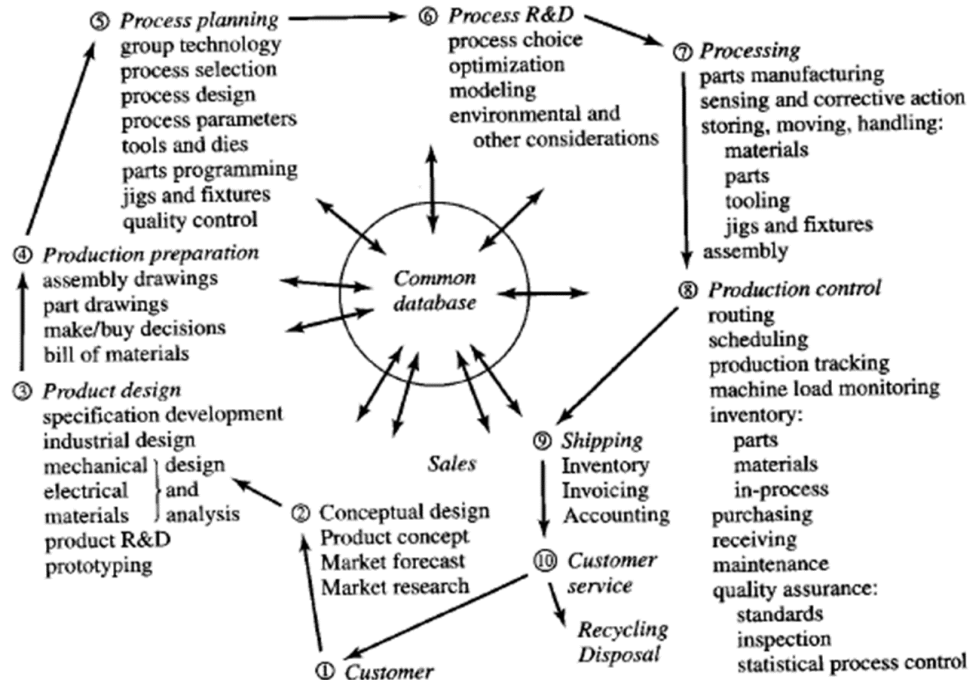 ① Customer
② Conceptual design
Product concept
Market forecast
Market research
③ Product design
specification development
industrial design
mechanical } design
electrical } and
materials } analysis
product R&D
prototyping
④ Production preparation
assembly drawings
part drawings
make/buy decisions
bill of materials
⑤ Process planning
group technology
process selection
process design
process parameters
tools and dies
parts programming
jigs and fixtures
quality control
⑥ Process R&D
process choice
optimization
modeling
environmental and
other considerations
⑦ Processing
parts manufacturing
sensing and corrective action
storing, moving, handling:
materials
parts
tooling
jigs and fixtures
assembly
⑧ Production control
routing
scheduling
production tracking
machine load monitoring
inventory:
parts
materials
in-process
purchasing
receiving
maintenance
quality assurance:
standards
inspection
statistical process control
⑨ Shipping
Inventory
Invoicing
Accounting
⑩ Customer
service
Recycling
Disposal
Sales
Common
database